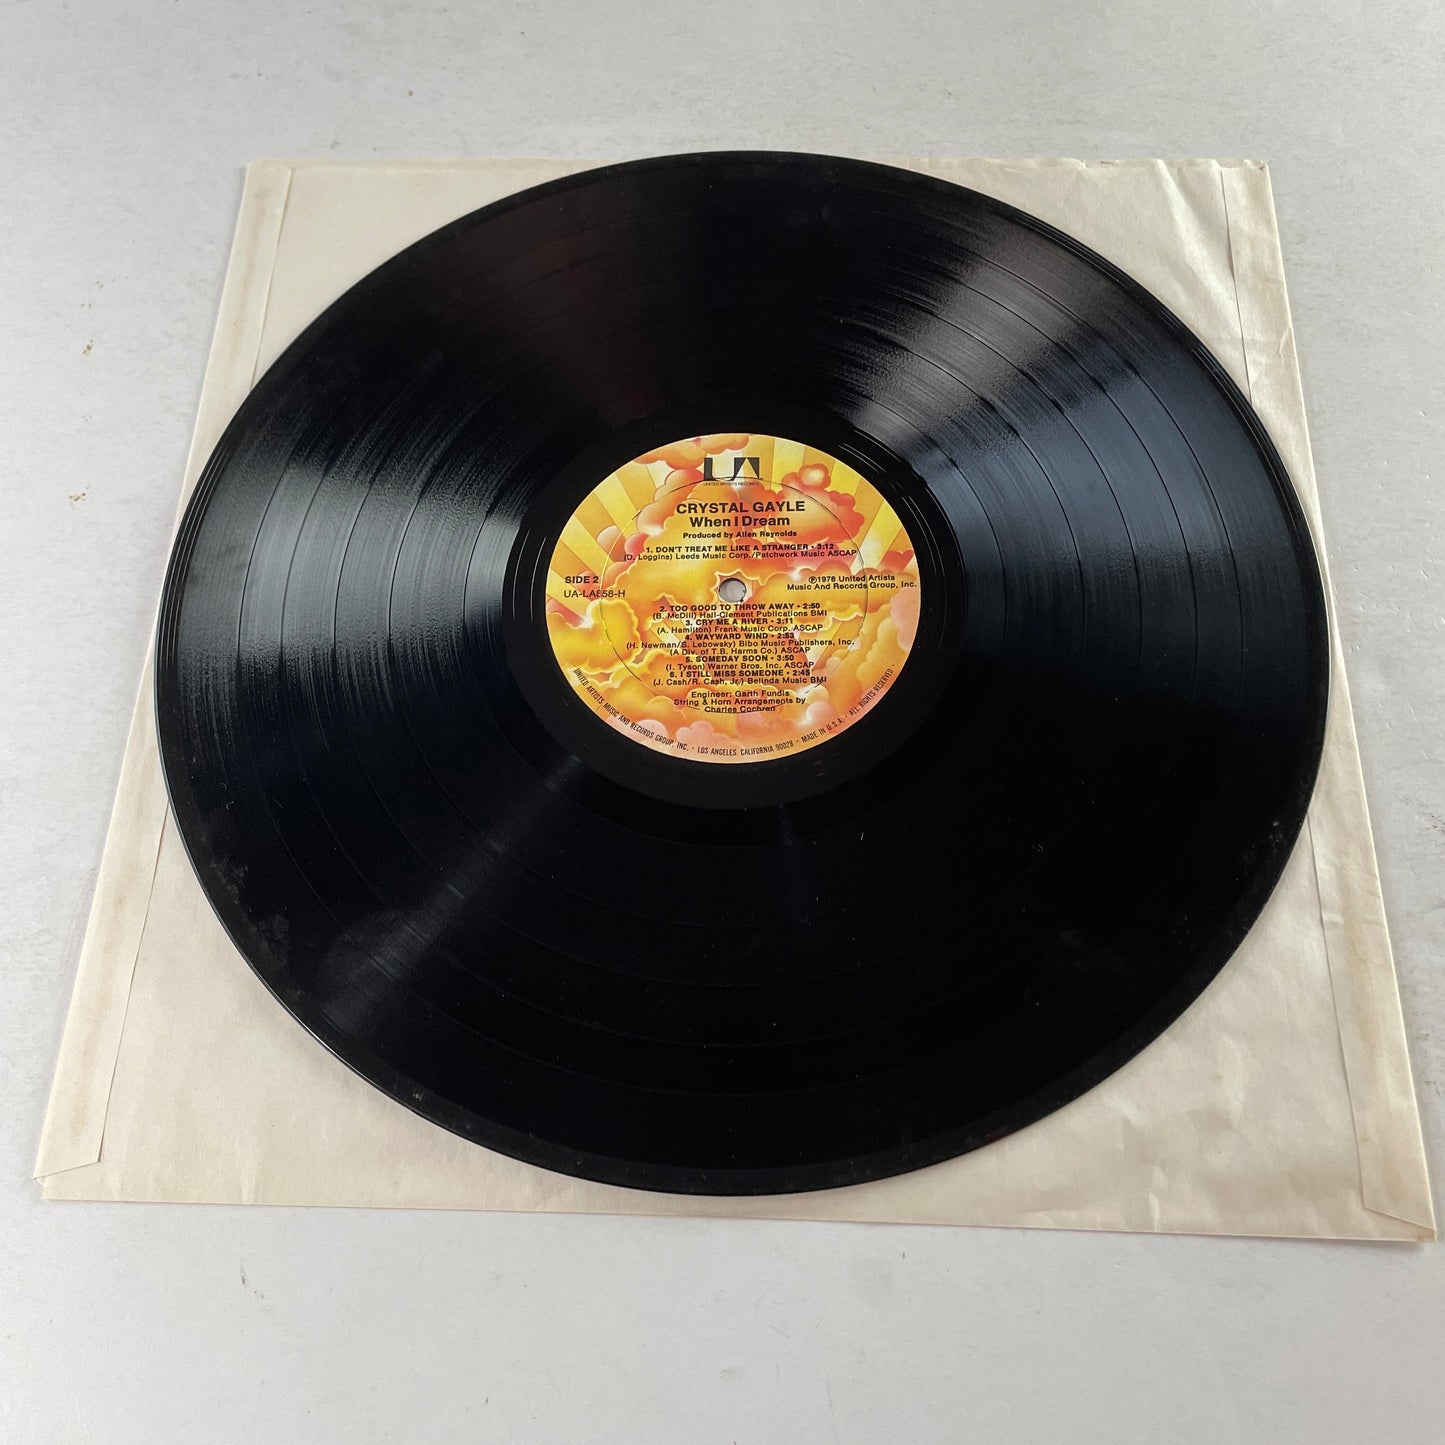 UA
UNITED ARTISTS RECORDS
CRYSTAL GAYLE
When I Dream
Produced by Allen Reynolds
1. DON'T TREAT ME LIKE A STRANGER • 3:12
(D. Loggins) Leeds Music Corp./Patchwork Music ASCAP
SIDE 2
UA-LA858-H
Ⓟ1978 United Artists
Music And Records Group, Inc.
2. TOO GOOD TO THROW AWAY • 2:50
(B. McDill) Hall-Clement Publications BMI
3. CRY ME A RIVER • 3:11
(A. Hamilton) Frank Music Corp. ASCAP
4. WAYWARD WIND • 2:53
(H. Newman/S. Lebowsky) Bibo Music Publishers, Inc.
(A Div. of T.B. Harms Co.) ASCAP
5. SOMEDAY SOON • 3:50
(I. Tyson) Warner Bros. Inc. ASCAP
6. I STILL MISS SOMEONE • 2:45
(J. Cash/R. Cash, Jr.) Belinda Music BMI
Engineer: Garth Fundis
String & Horn Arrangements by
Charles Cochran
• UNITED ARTISTS MUSIC AND RECORDS GROUP, INC. • LOS ANGELES, CALIFORNIA 90028 • MADE IN U.S.A. • ALL RIGHTS RESERVED •